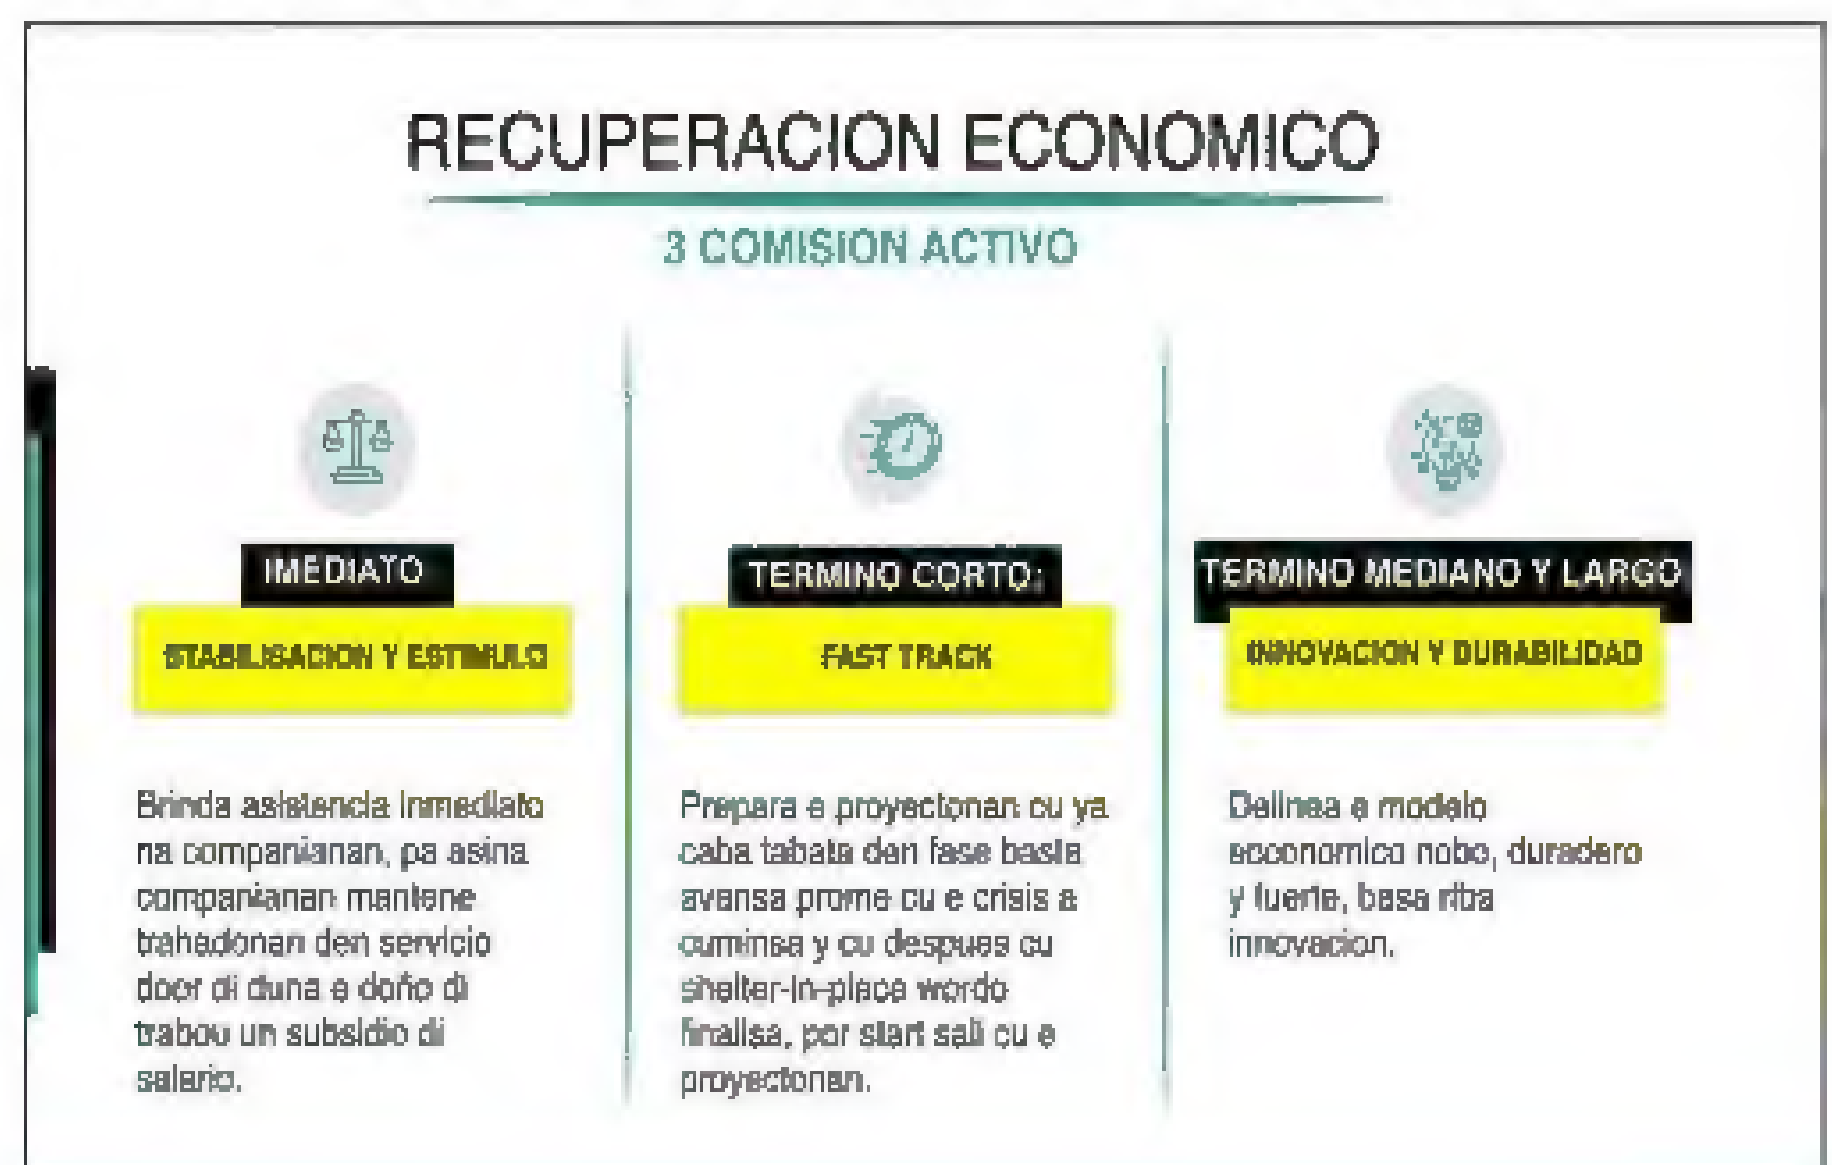 RECUPERACION ECONOMICO
3 COMISION ACTIVO
IMEDIATO
STABILISACION Y ESTIMULO
Brinda asistencia inmediato
na companianan, pa asina
companianan mantene
trahadonan den servicio
door di duna e doño di
trabou un subsidio di
salario.
TERMINO CORTO:
FAST TRACK
Prepara e proyectonan cu ya
caba tabata den fase basta
avansa prome cu e crisis a
cuminsa y cu despues cu
shelter-in-place wordo
finalisa, por start sali cu e
proyectonan.
TERMINO MEDIANO Y LARGO
INNOVACION Y DURABILIDAD
Delinea e modelo
economico nobo, duradero
y fuerte, basa riba
innovacion.